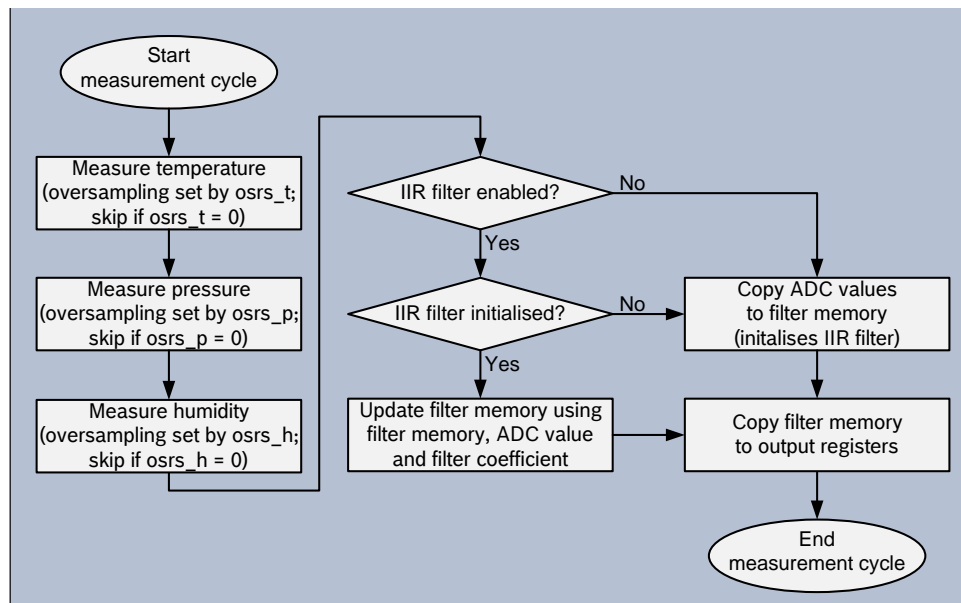 Start
measurement cycle
Measure temperature
(oversampling set by osrs_t;
skip if osrs_t = 0)
Measure pressure
(oversampling set by osrs_p;
skip if osrs_p = 0)
Measure humidity
(oversampling set by osrs_h;
skip if osrs_h = 0)
IIR filter enabled?
No
Yes
IIR filter initialised?
No
Yes
Copy ADC values
to filter memory
(initalises IIR filter)
Update filter memory using
filter memory, ADC value
and filter coefficient
Copy filter memory
to output registers
End
measurement cycle